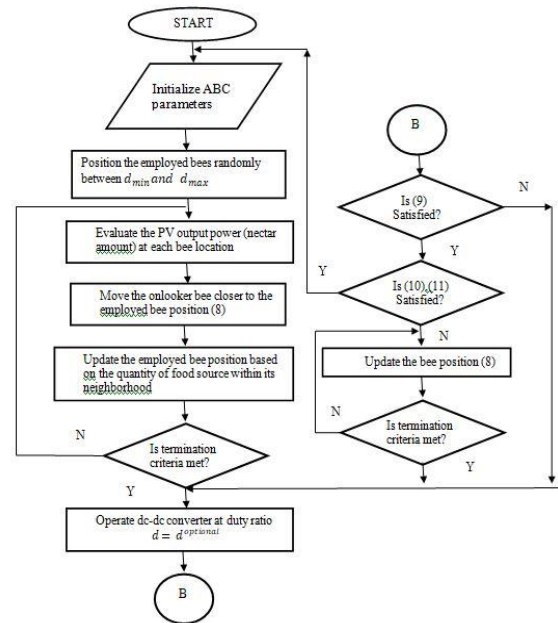 START
Initialize ABC
parameters
Position the employed bees randomly
between d_min and d_max
Evaluate the PV output power (nectar
amount) at each bee location
Move the onlooker bee closer to the
employed bee position (8)
Update the employed bee position based
on the quantity of food source within its
neighborhood
N
Is termination
criteria met?
Y
Operate dc-dc converter at duty ratio
d = d^optional
B
B
Is (9)
Satisfied?
N
Y
Y
Is (10),(11)
Satisfied?
N
Update the bee position (8)
N
Is termination
criteria met?
Y